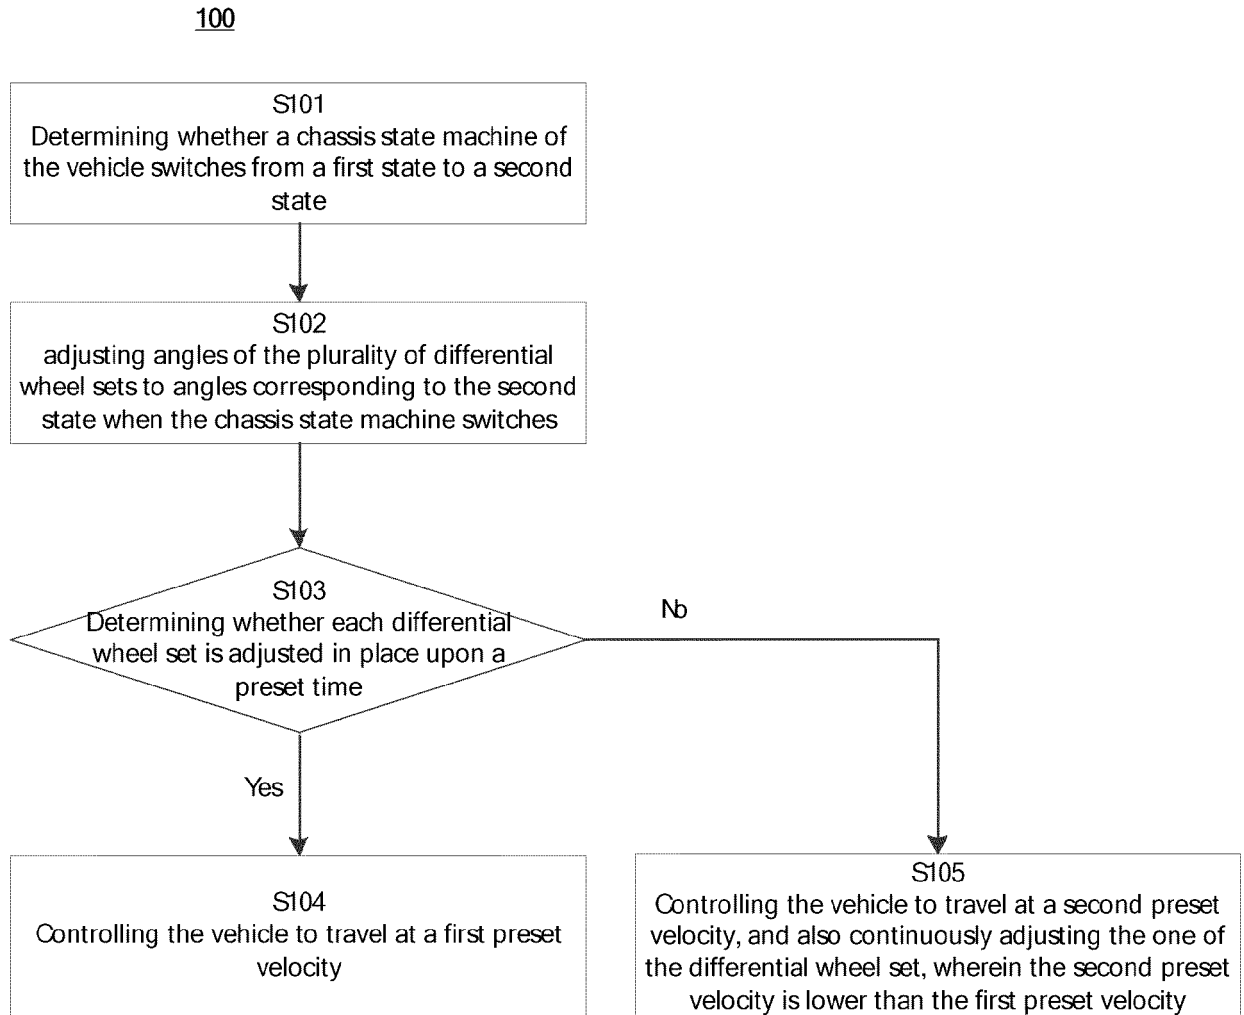 100
S101
Determining whether a chassis state machine of
the vehicle switches from a first state to a second
state
S102
adjusting angles of the plurality of differential
wheel sets to angles corresponding to the second
state when the chassis state machine switches
S103
Determining whether each differential
wheel set is adjusted in place upon a
preset time
No
Yes
S104
Controlling the vehicle to travel at a first preset
velocity
S105
Controlling the vehicle to travel at a second preset
velocity, and also continuously adjusting the one of
the differential wheel set, wherein the second preset
velocity is lower than the first preset velocity